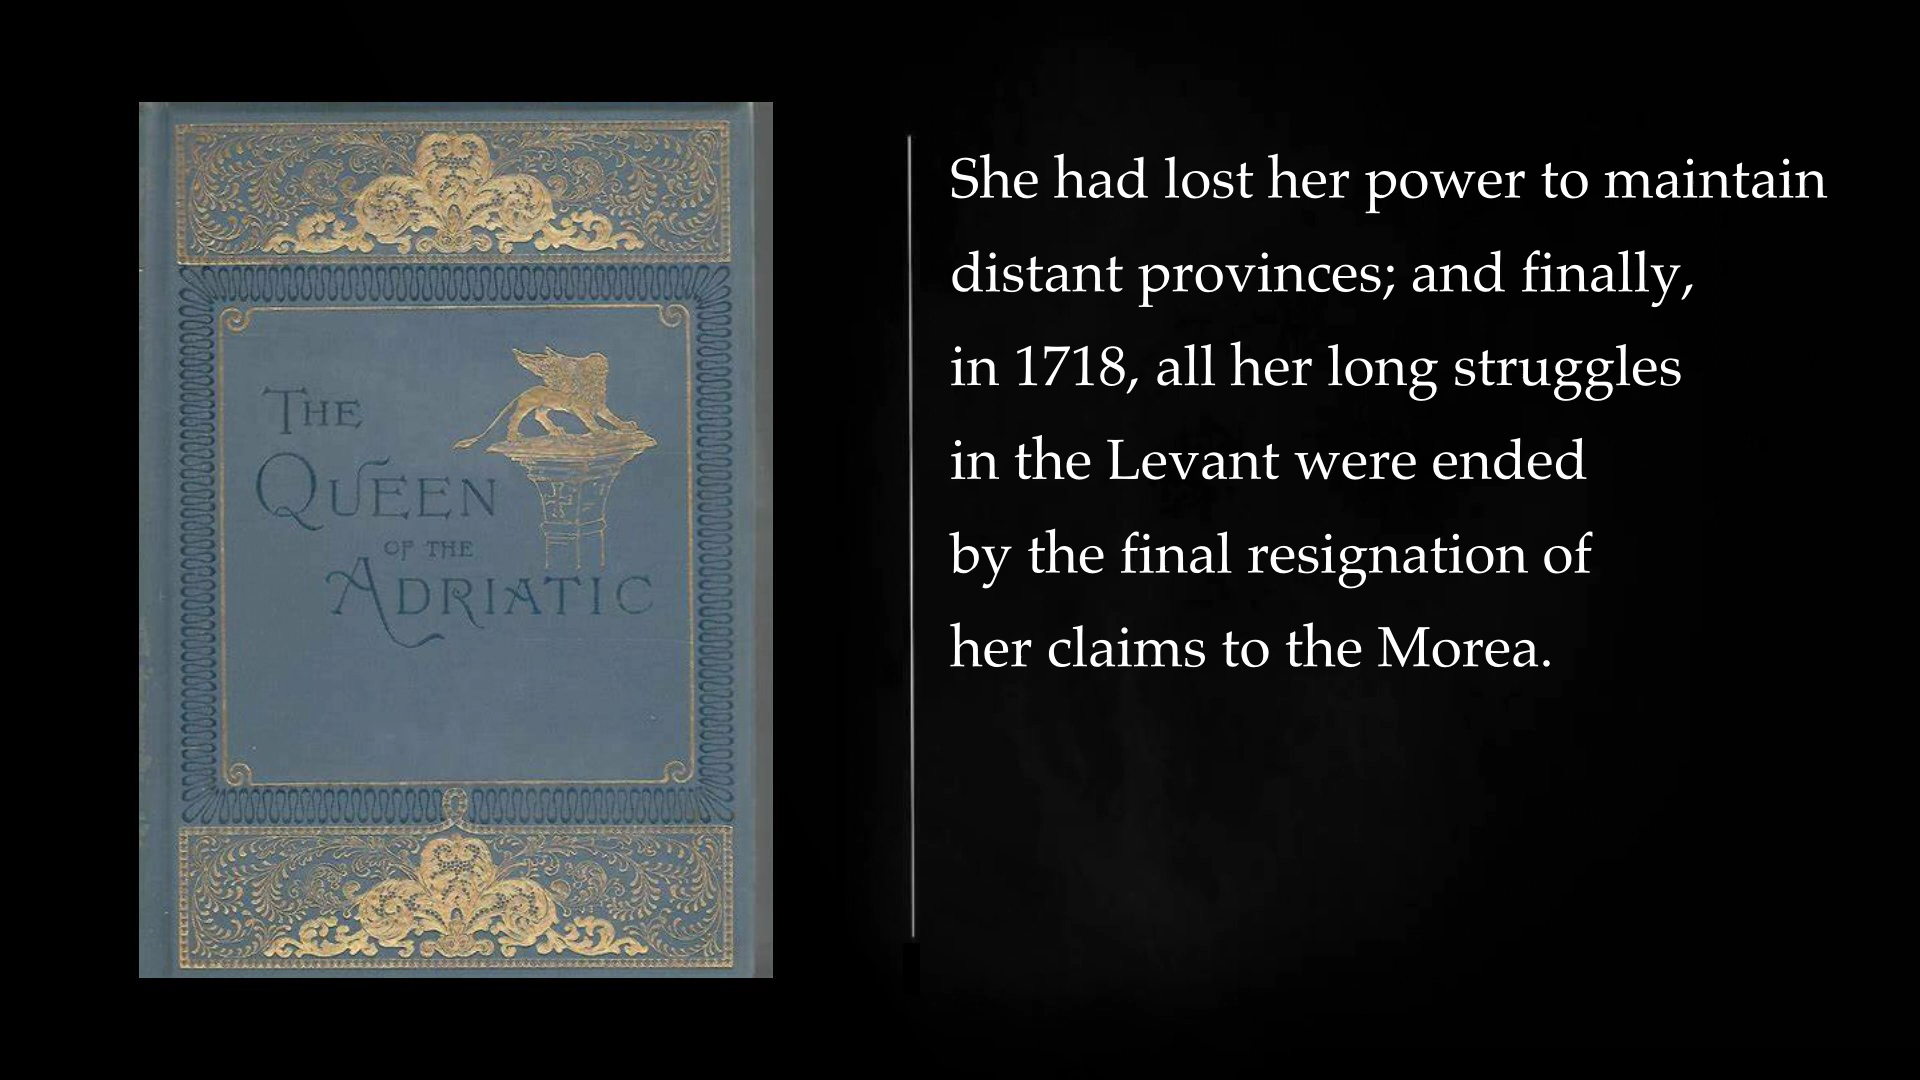 THE
QUEEN
OF THE
ADRIATIC
She had lost her power to maintain
distant provinces; and finally,
in 1718, all her long struggles
in the Levant were ended
by the final resignation of
her claims to the Morea.